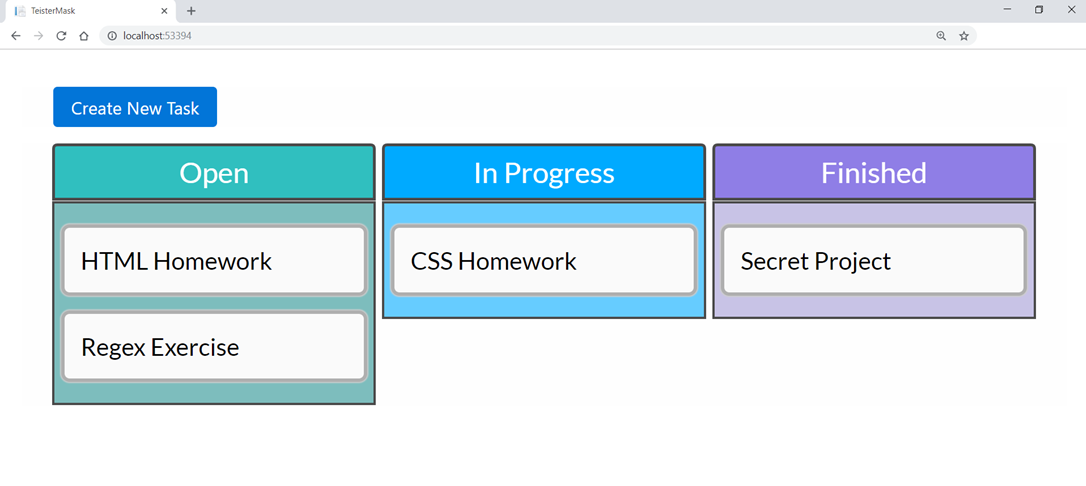 TeisterMask
localhost:53394
Create New Task
Open
In Progress
Finished
HTML Homework
CSS Homework
Secret Project
Regex Exercise